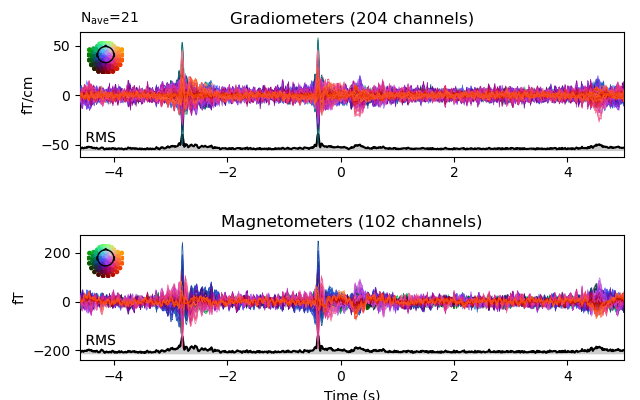 N_ave=21
Gradiometers (204 channels)
fT/cm
50
0
−50
RMS
−4 −2 0 2 4
Magnetometers (102 channels)
fT
200
0
−200
RMS
−4 −2 0 2 4
Time (s)